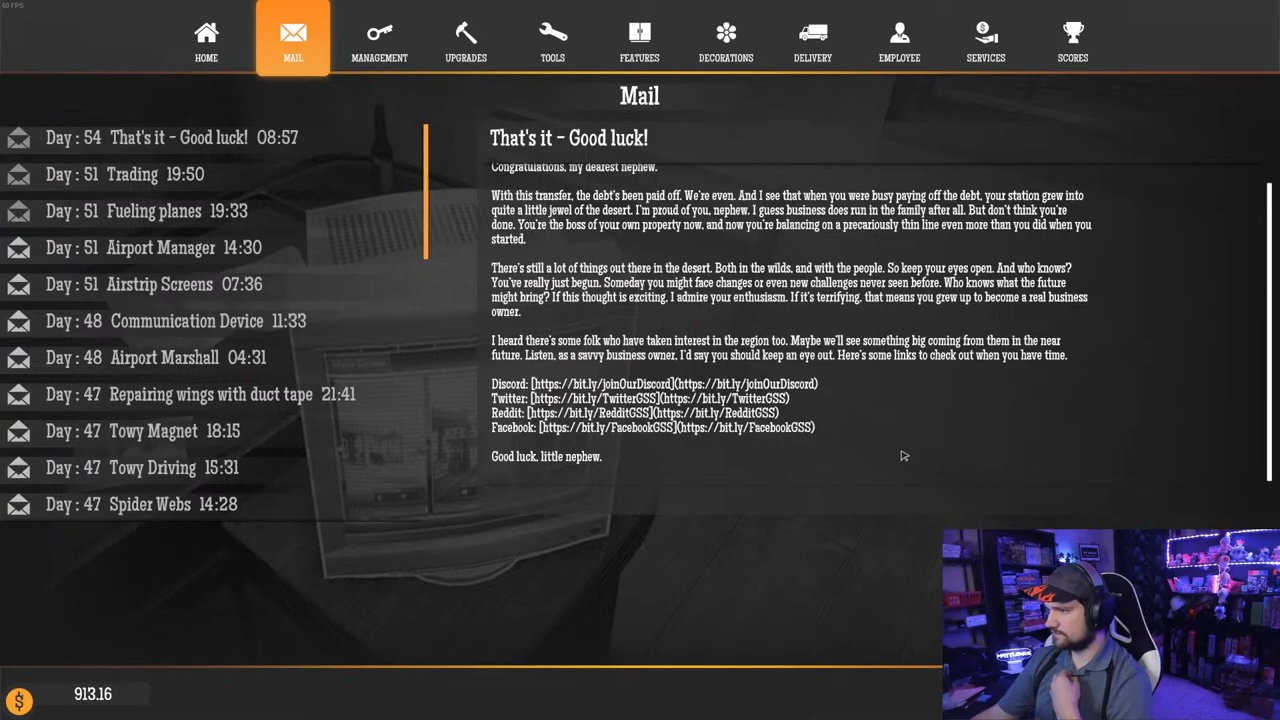 60 FPS
HOME
MAIL
MANAGEMENT
UPGRADES
TOOLS
FEATURES
DECORATIONS
DELIVERY
EMPLOYEE
SERVICES
SCORES
Mail
Day : 54 That's it - Good luck! 08:57
Day : 51 Trading 19:50
Day : 51 Fueling planes 19:33
Day : 51 Airport Manager 14:30
Day : 51 Airstrip Screens 07:36
Day : 48 Communication Device 11:33
Day : 48 Airport Marshall 04:31
Day : 47 Repairing wings with duct tape 21:41
Day : 47 Towy Magnet 18:15
Day : 47 Towy Driving 15:31
Day : 47 Spider Webs 14:28
That's it - Good luck!
Congratulations, my dearest nephew.
With this transfer, the debt's been paid off. We're even. And I see that when you were busy paying off the debt, your station grew into
quite a little jewel of the desert. I'm proud of you, nephew. I guess business does run in the family after all. But don't think you're
done. You're the boss of your own property now, and now you're balancing on a precariously thin line even more than you did when you
started.
There's still a lot of things out there in the desert. Both in the wilds, and with the people. So keep your eyes open. And who knows?
You've really just begun. Someday you might face changes or even new challenges never seen before. Who knows what the future
might bring? If this thought is exciting, I admire your enthusiasm. If it's terrifying, that means you grew up to become a real business
owner.
I heard there's some folk who have taken interest in the region too. Maybe we'll see something big coming from them in the near
future. Listen, as a savvy business owner, I'd say you should keep an eye out. Here's some links to check out when you have time.
Discord: [https://bit.ly/joinOurDiscord](https://bit.ly/joinOurDiscord)
Twitter: [https://bit.ly/TwitterGSS](https://bit.ly/TwitterGSS)
Reddit: [https://bit.ly/RedditGSS](https://bit.ly/RedditGSS)
Facebook: [https://bit.ly/FacebookGSS](https://bit.ly/FacebookGSS)
Good luck, little nephew.
913.16